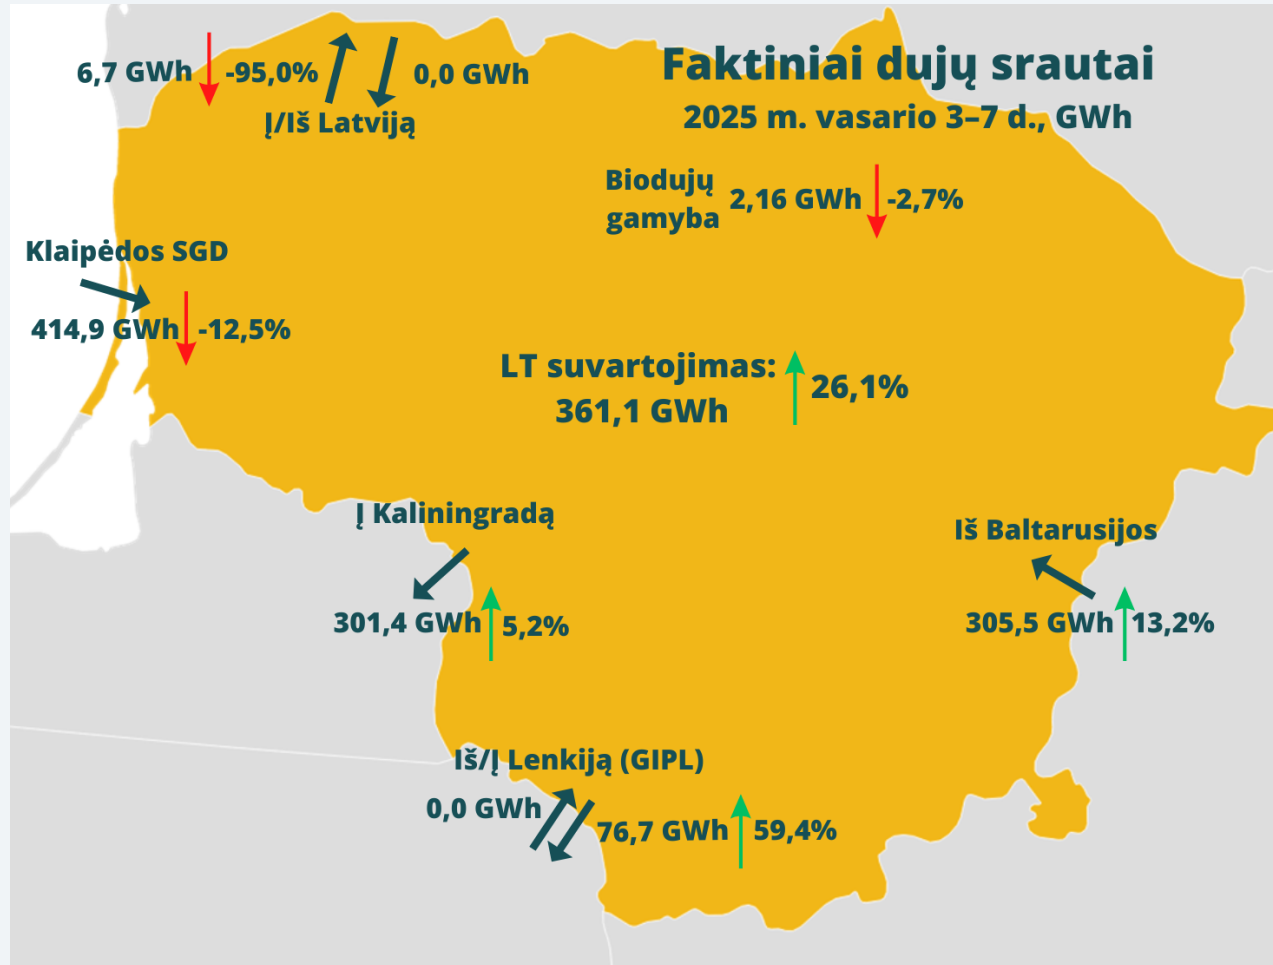 Faktiniai dujų srautai
2025 m. vasario 3–7 d., GWh
6,7 GWh -95,0%
0,0 GWh
Į/Iš Latviją
Biodujų
gamyba
2,16 GWh -2,7%
Klaipėdos SGD
414,9 GWh -12,5%
LT suvartojimas:
361,1 GWh
26,1%
Į Kaliningradą
301,4 GWh 5,2%
Iš Baltarusijos
305,5 GWh 13,2%
Iš/Į Lenkiją (GIPL)
0,0 GWh
76,7 GWh 59,4%